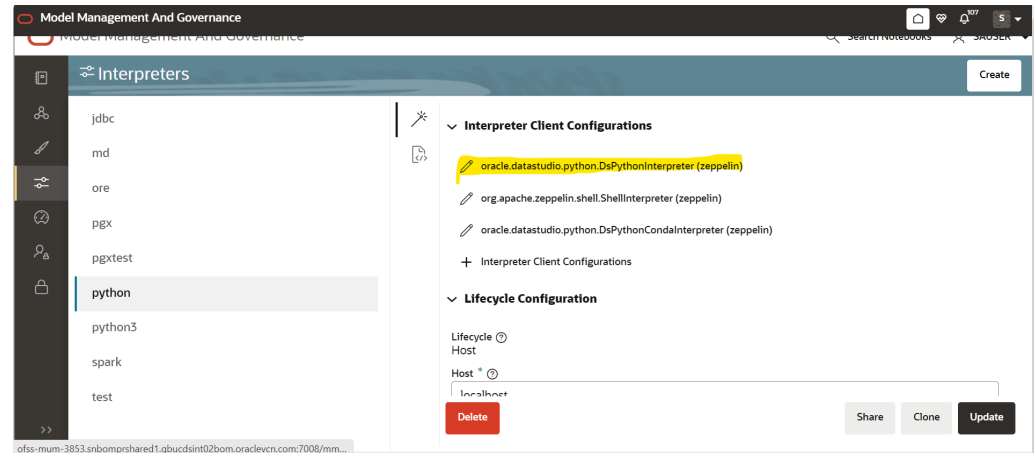 Model Management And Governance
107
S
Model Management And Governance
Search Notebooks
SAUSER
Interpreters
Create
jdbc
md
ore
pgx
pgxtest
python
python3
spark
test
Interpreter Client Configurations
oracle.datastudio.python.DsPythonInterpreter (zeppelin)
org.apache.zeppelin.shell.ShellInterpreter (zeppelin)
oracle.datastudio.python.DsPythonCondaInterpreter (zeppelin)
+ Interpreter Client Configurations
Lifecycle Configuration
Lifecycle ?
Host
Host * ?
localhost
Delete
Share
Clone
Update
>>
ofss-mum-3853.snbomprshared1.gbucdsint02bom.oraclevcn.com:7008/mm...